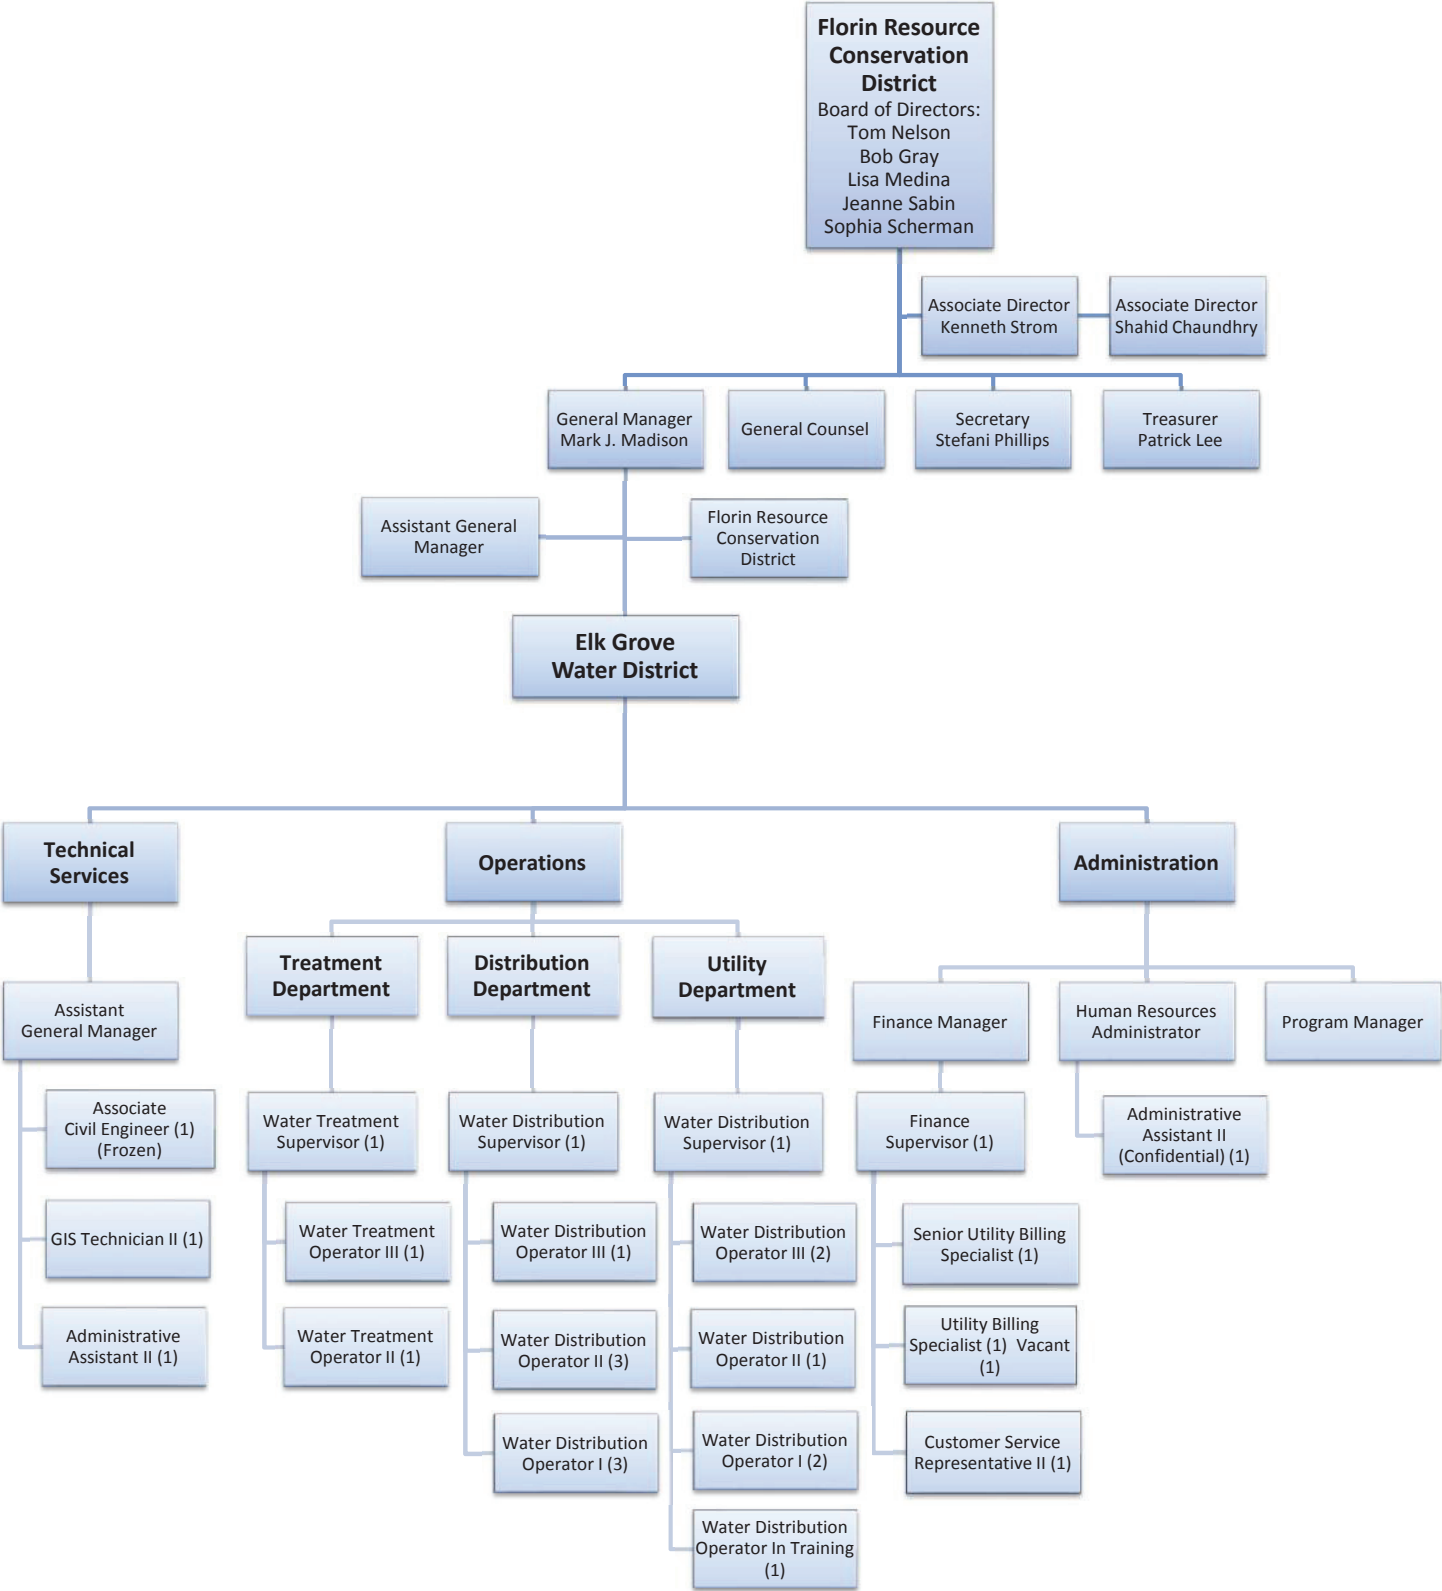 Florin Resource
Conservation
District
Board of Directors:
Tom Nelson
Bob Gray
Lisa Medina
Jeanne Sabin
Sophia Scherman
Associate Director
Kenneth Strom
Associate Director
Shahid Chaundhry
General Manager
Mark J. Madison
General Counsel
Secretary
Stefani Phillips
Treasurer
Patrick Lee
Assistant General
Manager
Florin Resource
Conservation
District
Elk Grove
Water District
Technical
Services
Operations
Administration
Treatment
Department
Distribution
Department
Utility
Department
Assistant
General Manager
Finance Manager
Human Resources
Administrator
Program Manager
Associate
Civil Engineer (1)
(Frozen)
GIS Technician II (1)
Administrative
Assistant II (1)
Water Treatment
Supervisor (1)
Water Treatment
Operator III (1)
Water Treatment
Operator II (1)
Water Distribution
Supervisor (1)
Water Distribution
Operator III (1)
Water Distribution
Operator II (3)
Water Distribution
Operator I (3)
Water Distribution
Supervisor (1)
Water Distribution
Operator III (2)
Water Distribution
Operator II (1)
Water Distribution
Operator I (2)
Water Distribution
Operator In Training
(1)
Finance
Supervisor (1)
Senior Utility Billing
Specialist (1)
Utility Billing
Specialist (1)  Vacant
(1)
Customer Service
Representative II (1)
Administrative
Assistant II
(Confidential) (1)